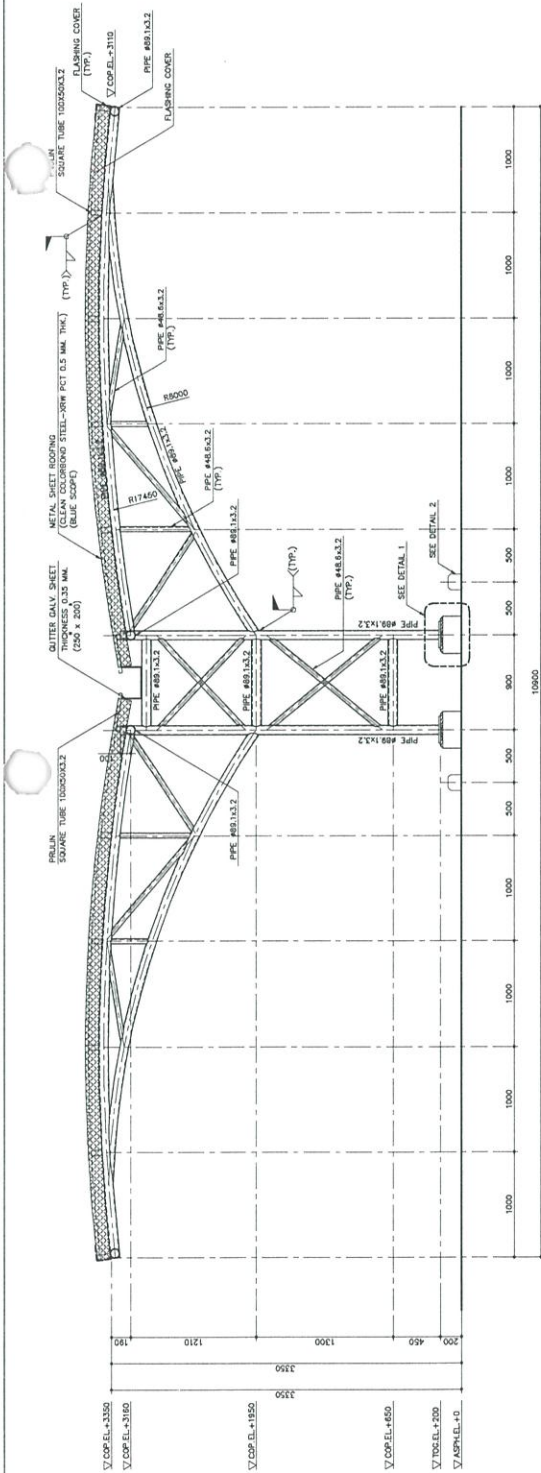 FLASHING COVER
(TYP.)
▽ COP.EL.+3110
PIPE ø89.1x3.2
FLASHING COVER
SQUARE TUBE 100X50X3.2
(TYP.)
METAL SHEET ROOFING
(CLEAN COLORBOND STEEL-XRW PCT 0.5 MM. THK.)
(BLUE SCOPE)
PIPE ø48.6x3.2
(TYP.)
R8000
R17460
PIPE ø89.1x3.2
PIPE ø48.6x3.2
(TYP.)
PIPE ø89.1x3.2
GUTTER GALV. SHEET
THICKNESS 0.35 MM.
(250 x 200)
PRULIN
SQUARE TUBE 100X50X3.2
PIPE ø89.1x3.2
PIPE ø89.1x3.2
PIPE ø89.1x3.2
PIPE ø89.1x3.2
(TYP.)
PIPE ø48.6x3.2
(TYP.)
PIPE ø89.1x3.2
PIPE ø89.1x3.2
SEE DETAIL 1
SEE DETAIL 2
1000
1000
1000
1000
500
500
900
500
500
1000
1000
1000
1000
10900
190
1210
1300
450
200
3350
3350
▽ COP.EL.+3350
▽ COP.EL.+3160
▽ COP.EL.+1950
▽ COP.EL.+650
▽ TOG.EL.+200
▽ ASPH.EL.+0